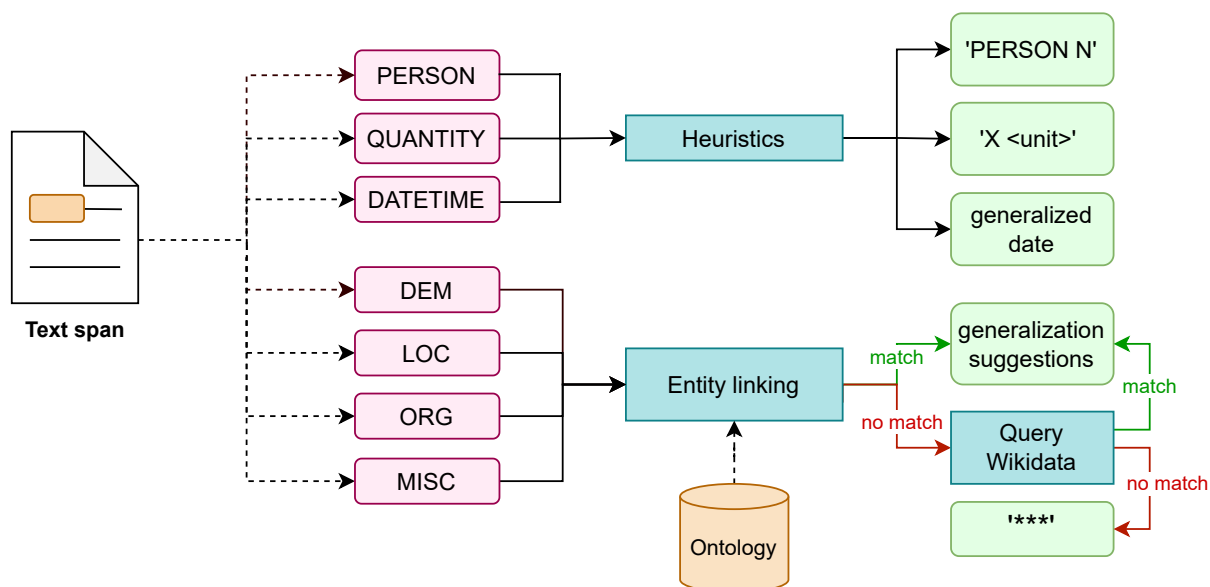 Text span
PERSON
QUANTITY
DATETIME
DEM
LOC
ORG
MISC
Heuristics
'PERSON N'
'X <unit>'
generalized
date
Entity linking
Ontology
match
no match
generalization
suggestions
match
Query
Wikidata
no match
'***'